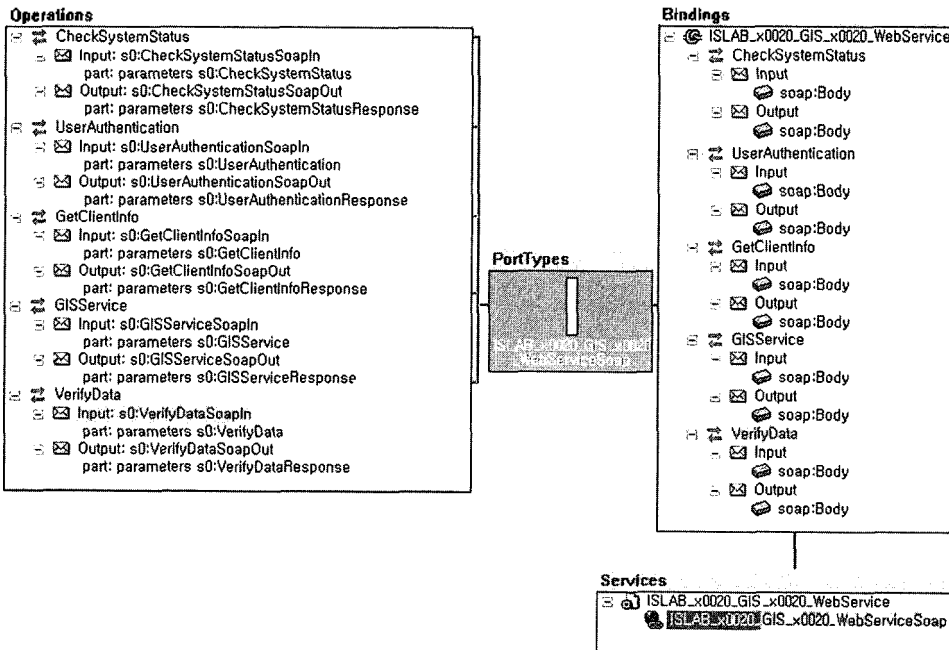 Operations
CheckSystemStatus
Input: s0:CheckSystemStatusSoapIn
part: parameters s0:CheckSystemStatus
Output: s0:CheckSystemStatusSoapOut
part: parameters s0:CheckSystemStatusResponse
UserAuthentication
Input: s0:UserAuthenticationSoapIn
part: parameters s0:UserAuthentication
Output: s0:UserAuthenticationSoapOut
part: parameters s0:UserAuthenticationResponse
GetClientInfo
Input: s0:GetClientInfoSoapIn
part: parameters s0:GetClientInfo
Output: s0:GetClientInfoSoapOut
part: parameters s0:GetClientInfoResponse
GISService
Input: s0:GISServiceSoapIn
part: parameters s0:GISService
Output: s0:GISServiceSoapOut
part: parameters s0:GISServiceResponse
VerifyData
Input: s0:VerifyDataSoapIn
part: parameters s0:VerifyData
Output: s0:VerifyDataSoapOut
part: parameters s0:VerifyDataResponse
PortTypes
ISLAB_x0020_GIS_x0020_
WebServiceSoap
Bindings
ISLAB_x0020_GIS_x0020_WebService
CheckSystemStatus
Input
soap:Body
Output
soap:Body
UserAuthentication
Input
soap:Body
Output
soap:Body
GetClientInfo
Input
soap:Body
Output
soap:Body
GISService
Input
soap:Body
Output
soap:Body
VerifyData
Input
soap:Body
Output
soap:Body
Services
ISLAB_x0020_GIS_x0020_WebService
ISLAB_x0020_GIS_x0020_WebServiceSoap